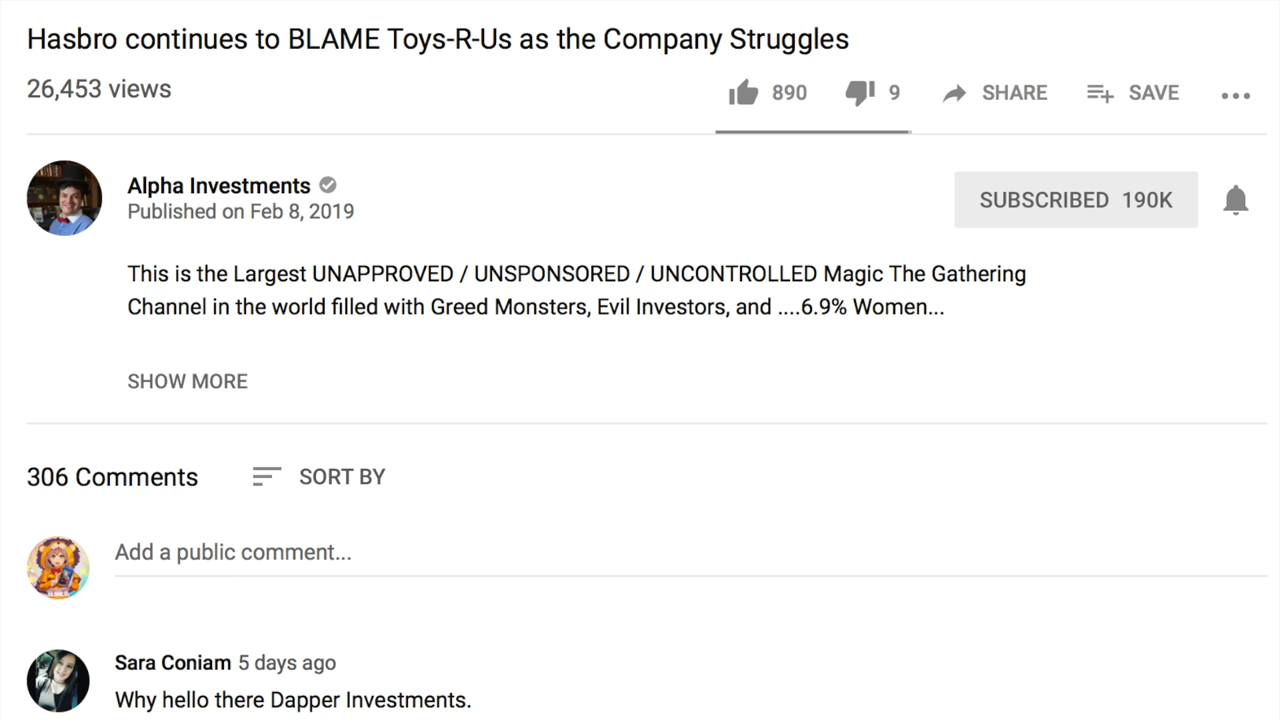 Hasbro continues to BLAME Toys-R-Us as the Company Struggles
26,453 views
890
9
SHARE
SAVE
Alpha Investments
Published on Feb 8, 2019
SUBSCRIBED 190K
This is the Largest UNAPPROVED / UNSPONSORED / UNCONTROLLED Magic The Gathering
Channel in the world filled with Greed Monsters, Evil Investors, and ....6.9% Women...
SHOW MORE
306 Comments
SORT BY
Add a public comment...
Sara Coniam 5 days ago
Why hello there Dapper Investments.